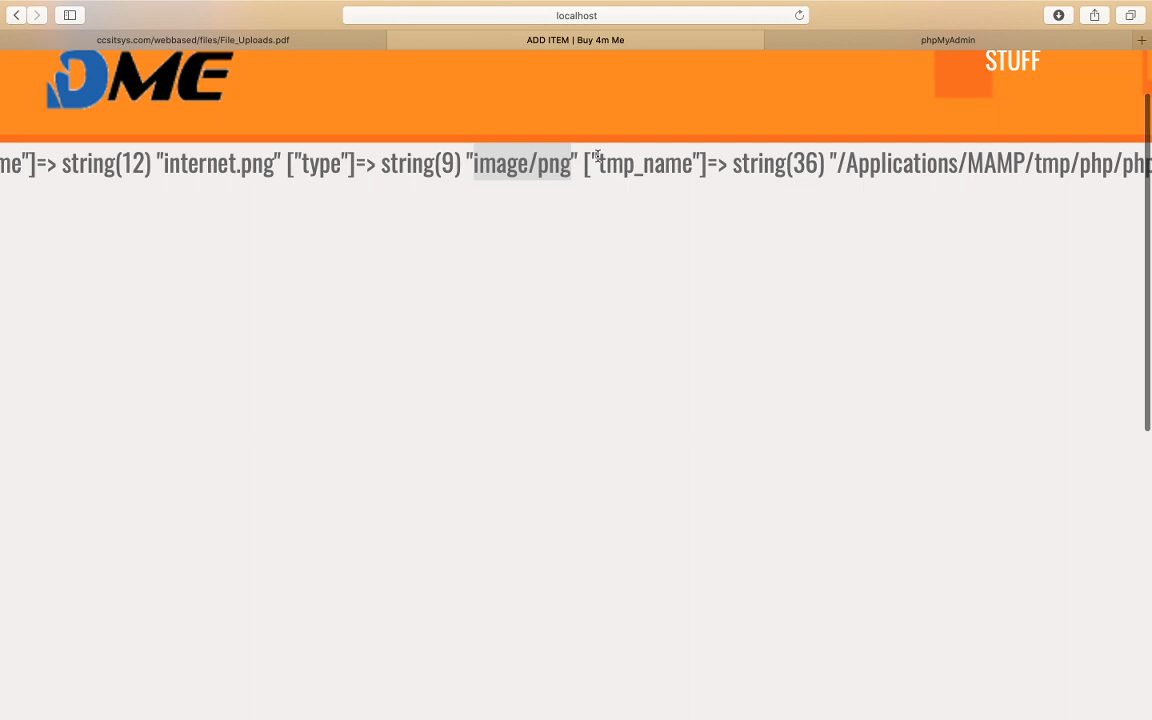 localhost
ccsitsys.com/webbased/files/File_Uploads.pdf
ADD ITEM | Buy 4m Me
phpMyAdmin
DME
STUFF
me"]=> string(12) "internet.png" ["type"]=> string(9) "image/png" ["tmp_name"]=> string(36) "/Applications/MAMP/tmp/php/php